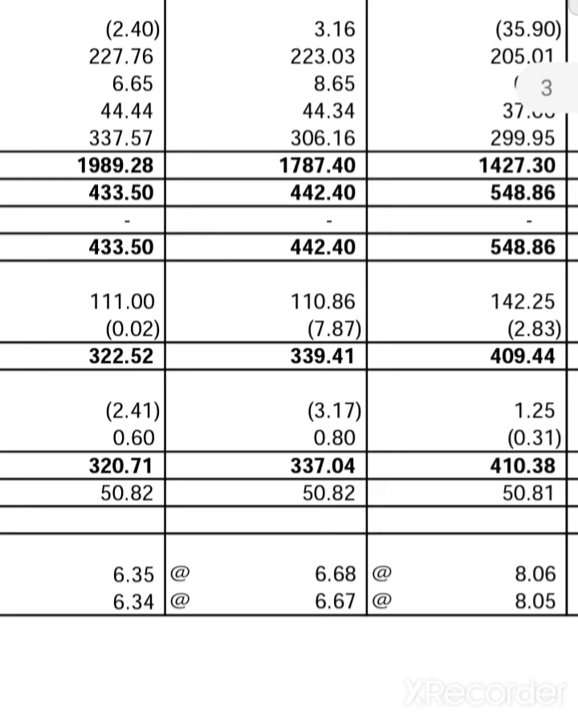 (2.40) 3.16 (35.90)
227.76 223.03 205.01
6.65 8.65
3
44.44 44.34
337.57 306.16 299.95
1989.28 1787.40 1427.30
433.50 442.40 548.86
- - -
433.50 442.40 548.86
111.00 110.86 142.25
(0.02) (7.87) (2.83)
322.52 339.41 409.44
(2.41) (3.17) 1.25
0.60 0.80 (0.31)
320.71 337.04 410.38
50.82 50.82 50.81
6.35 @ 6.68 @ 8.06
6.34 @ 6.67 @ 8.05
XRecorder